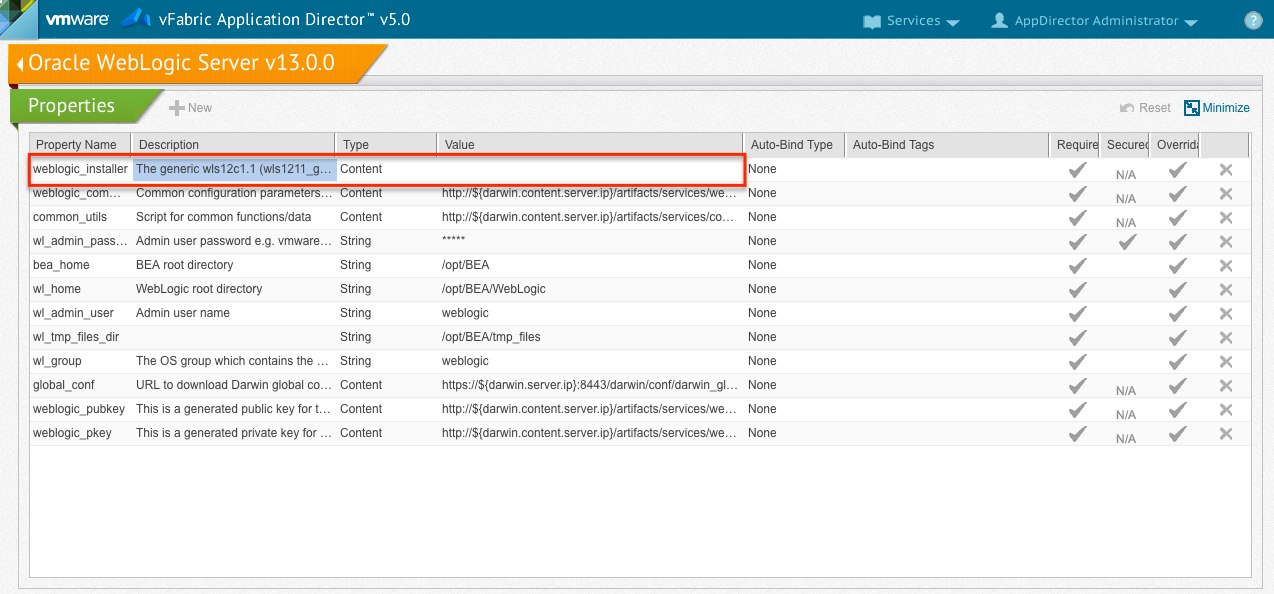 vmware vFabric Application Director™ v5.0 Services AppDirector Administrator ?
Oracle WebLogic Server v13.0.0
Properties New Reset Minimize
Property Name Description Type Value Auto-Bind Type Auto-Bind Tags Require Secured Overrida
weblogic_installer The generic wls12c1.1 (wls1211_g... Content None N/A
weblogic_com... Common configuration parameters... Content http://${darwin.content.server.ip}/artifacts/services/we... None N/A
common_utils Script for common functions/data Content http://${darwin.content.server.ip}/artifacts/services/co... None N/A
wl_admin_pass... Admin user password e.g. vmware... String ***** None
bea_home BEA root directory String /opt/BEA None
wl_home WebLogic root directory String /opt/BEA/WebLogic None
wl_admin_user Admin user name String weblogic None
wl_tmp_files_dir String /opt/BEA/tmp_files None
wl_group The OS group which contains the ... String weblogic None
global_conf URL to download Darwin global co... Content https://${darwin.server.ip}:8443/darwin/conf/darwin_gl... None N/A
weblogic_pubkey This is a generated public key for t... Content http://${darwin.content.server.ip}/artifacts/services/we... None N/A
weblogic_pkey This is a generated private key for ... Content http://${darwin.content.server.ip}/artifacts/services/we... None N/A